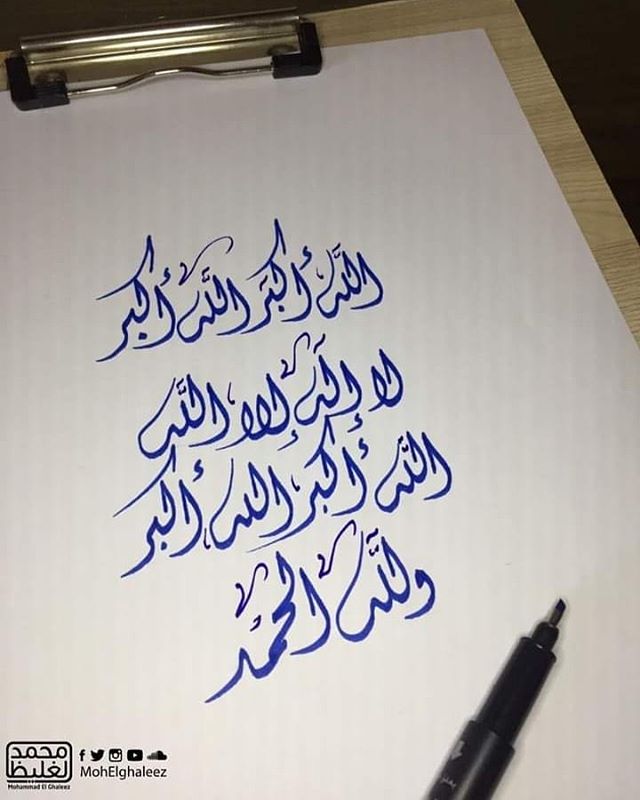 الله أكبر الله أكبر
لا إله إلا الله
الله أكبر الله أكبر
ولله الحمد
محمد
الغليظ
Mohammad El Ghaleez
MohElghaleez